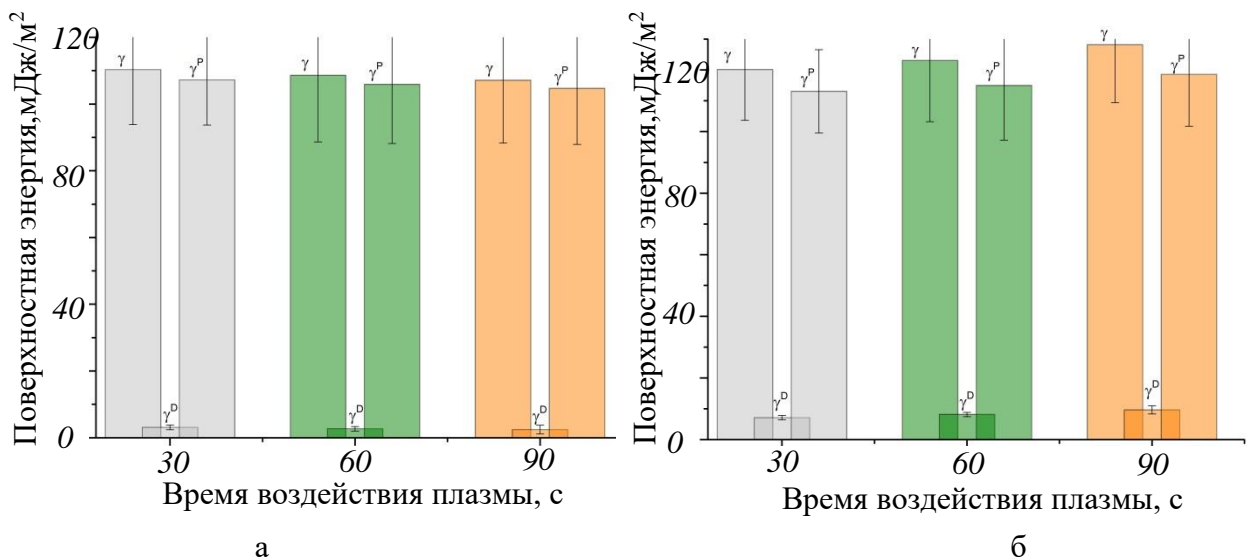 Поверхностная энергия,мДж/м²
120
80
40
0
γ
γᴾ
γᴰ
γ
γᴾ
γᴰ
γ
γᴾ
γᴰ
30
60
90
Время воздействия плазмы, с
а
Поверхностная энергия,мДж/м²
120
80
40
0
γ
γᴾ
γᴰ
γ
γᴾ
γᴰ
γ
γᴾ
γᴰ
30
60
90
Время воздействия плазмы, с
б